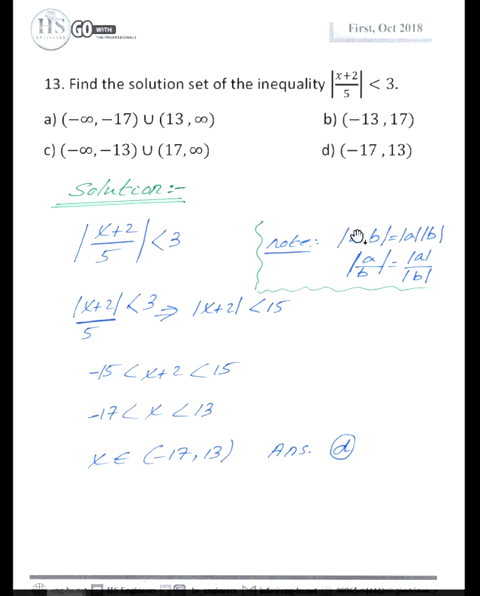 HS
ENGINEERS
GO WITH
THE PROFESSIONALS
First, Oct 2018
13. Find the solution set of the inequality |x+2/5| < 3.
a) (−∞, −17) ∪ (13, ∞)
b) (−13, 17)
c) (−∞, −13) ∪ (17, ∞)
d) (−17, 13)
Solution:-
|x+2/5| < 3
note: |a.b| = |a||b|
|a/b| = |a|/|b|
|x+2|/5 < 3 ⇒ |x+2| < 15
-15 < x+2 < 15
-17 < x < 13
x ∈ (-17, 13) Ans. (d)